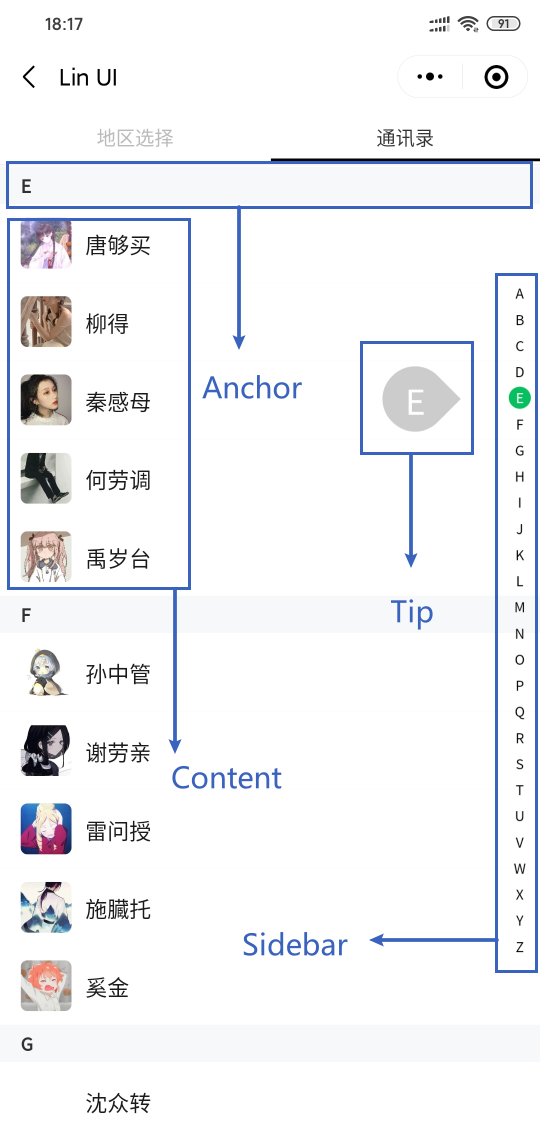 18:17
91
Lin UI
地区选择
通讯录
E
唐够买
柳得
秦感母
何劳调
禹岁台
Anchor
E
Tip
F
孙中管
谢劳亲
雷问授
施臓托
奚金
Content
Sidebar
G
沈众转
A
B
C
D
E
F
G
H
I
J
K
L
M
N
O
P
Q
R
S
T
U
V
W
X
Y
Z